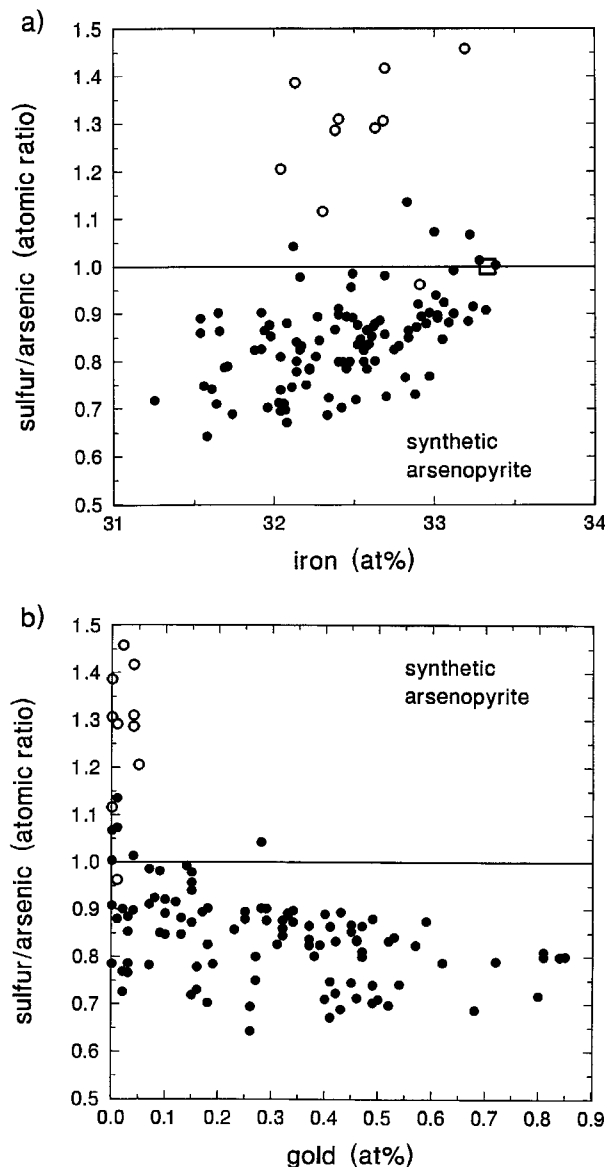 a)
1.5
1.4
1.3
1.2
1.1
1.0
0.9
0.8
0.7
0.6
0.5
sulfur/arsenic (atomic ratio)
synthetic
arsenopyrite
31 32 33 34
iron (at%)
b)
1.5
1.4
1.3
1.2
1.1
1.0
0.9
0.8
0.7
0.6
0.5
sulfur/arsenic (atomic ratio)
synthetic
arsenopyrite
0.0 0.1 0.2 0.3 0.4 0.5 0.6 0.7 0.8 0.9
gold (at%)